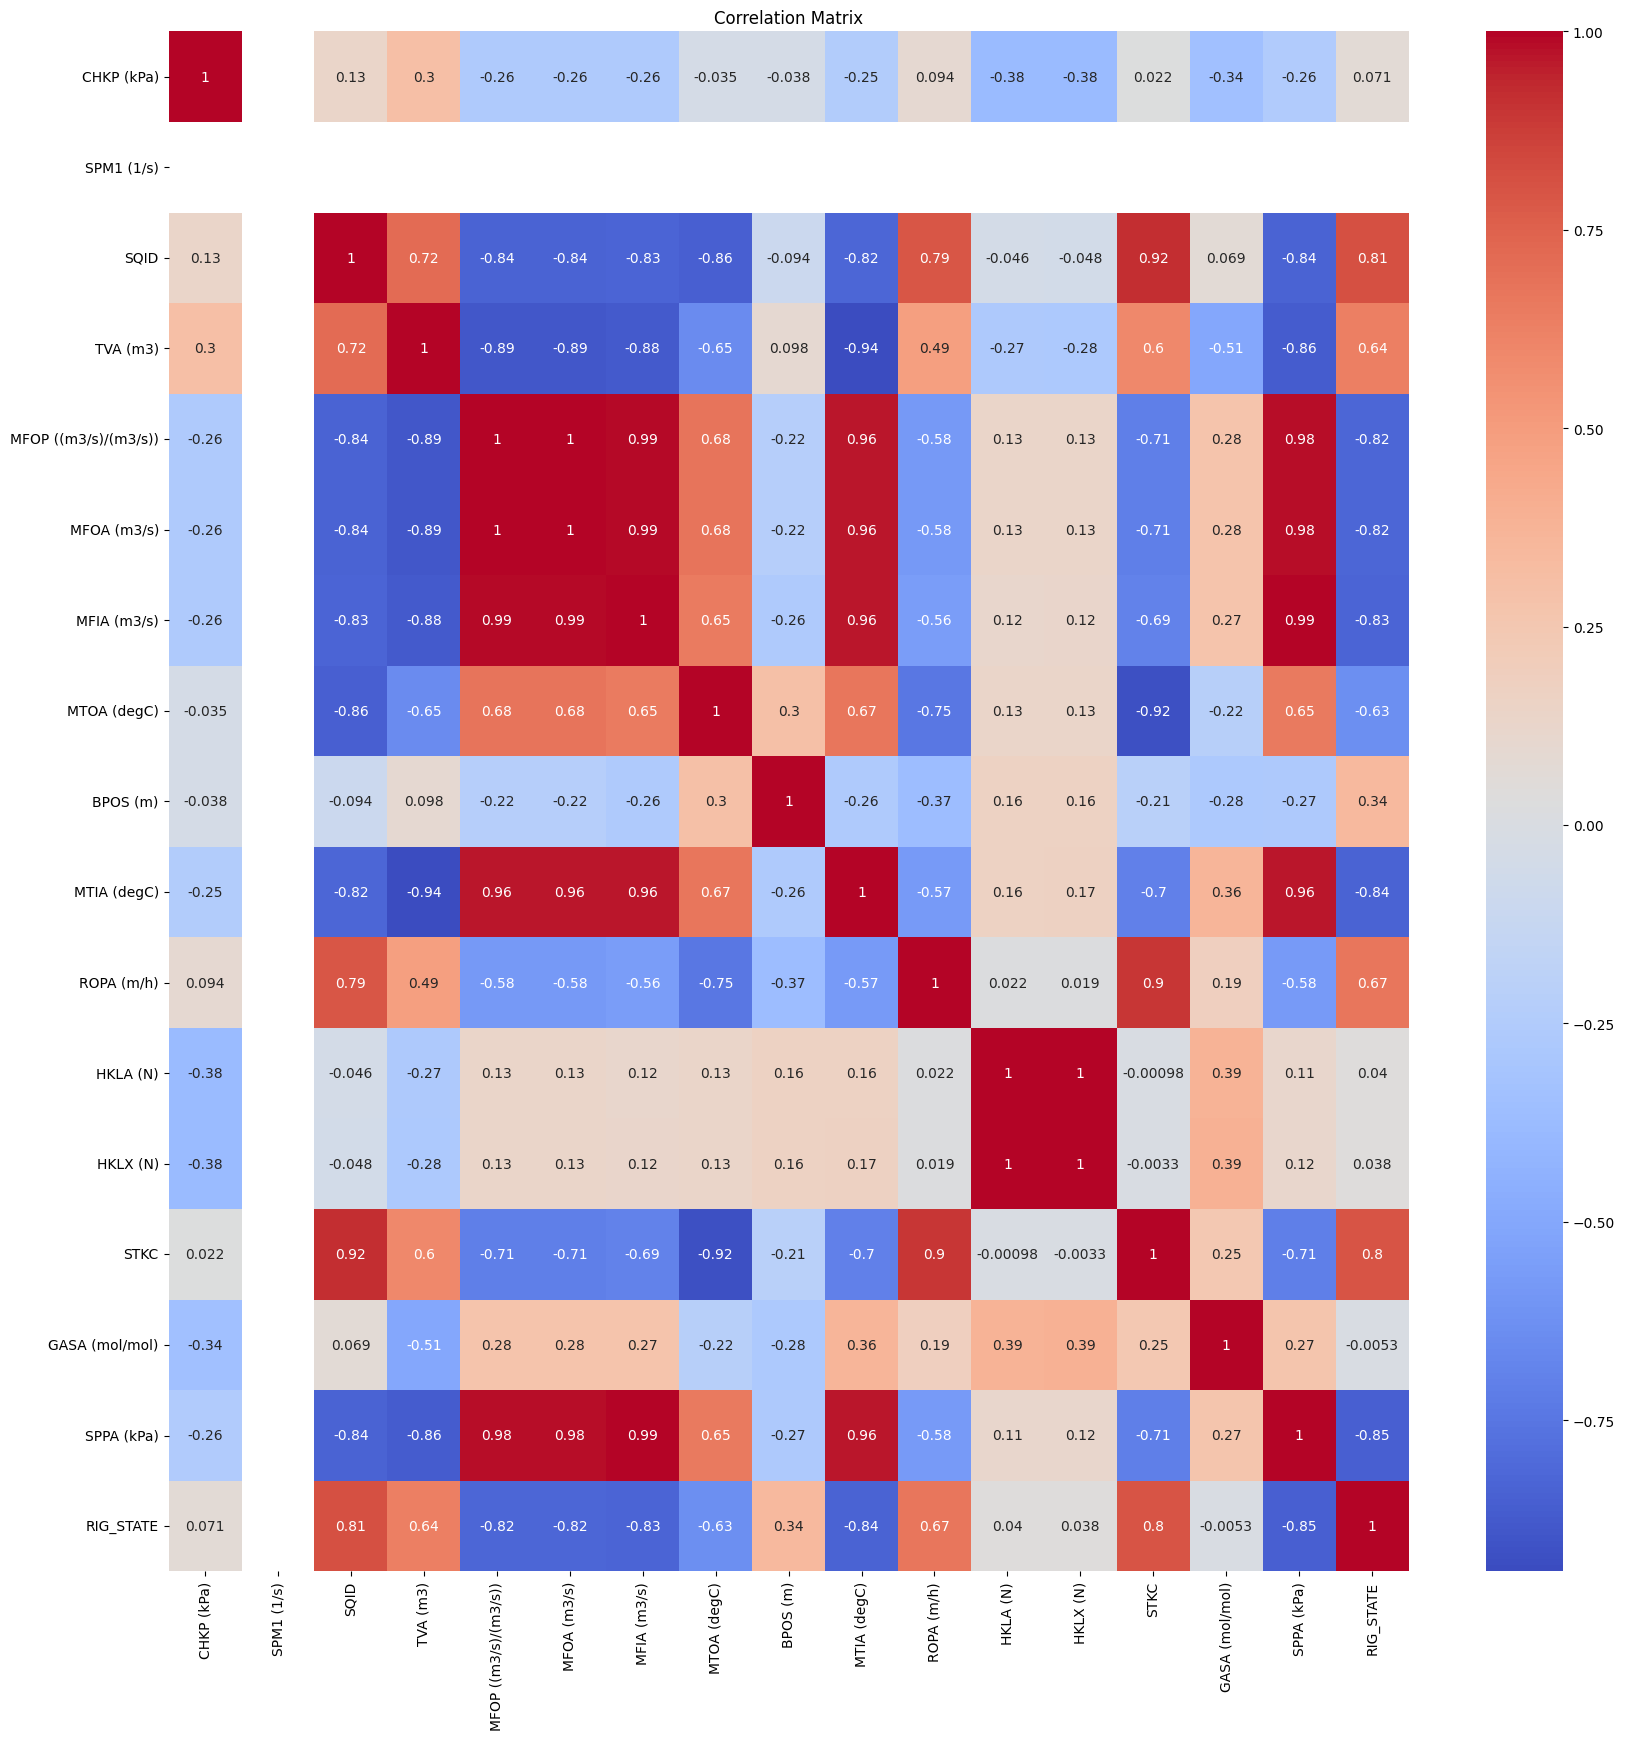 Correlation Matrix
CHKP (kPa) 1 0.13 0.3 -0.26 -0.26 -0.26 -0.035 -0.038 -0.25 0.094 -0.38 -0.38 0.022 -0.34 -0.26 0.071
SPM1 (1/s)
SQID 0.13 1 0.72 -0.84 -0.84 -0.83 -0.86 -0.094 -0.82 0.79 -0.046 -0.048 0.92 0.069 -0.84 0.81
TVA (m3) 0.3 0.72 1 -0.89 -0.89 -0.88 -0.65 0.098 -0.94 0.49 -0.27 -0.28 0.6 -0.51 -0.86 0.64
MFOP ((m3/s)/(m3/s)) -0.26 -0.84 -0.89 1 1 0.99 0.68 -0.22 0.96 -0.58 0.13 0.13 -0.71 0.28 0.98 -0.82
MFOA (m3/s) -0.26 -0.84 -0.89 1 1 0.99 0.68 -0.22 0.96 -0.58 0.13 0.13 -0.71 0.28 0.98 -0.82
MFIA (m3/s) -0.26 -0.83 -0.88 0.99 0.99 1 0.65 -0.26 0.96 -0.56 0.12 0.12 -0.69 0.27 0.99 -0.83
MTOA (degC) -0.035 -0.86 -0.65 0.68 0.68 0.65 1 0.3 0.67 -0.75 0.13 0.13 -0.92 -0.22 0.65 -0.63
BPOS (m) -0.038 -0.094 0.098 -0.22 -0.22 -0.26 0.3 1 -0.26 -0.37 0.16 0.16 -0.21 -0.28 -0.27 0.34
MTIA (degC) -0.25 -0.82 -0.94 0.96 0.96 0.96 0.67 -0.26 1 -0.57 0.16 0.17 -0.7 0.36 0.96 -0.84
ROPA (m/h) 0.094 0.79 0.49 -0.58 -0.58 -0.56 -0.75 -0.37 -0.57 1 0.022 0.019 0.9 0.19 -0.58 0.67
HKLA (N) -0.38 -0.046 -0.27 0.13 0.13 0.12 0.13 0.16 0.16 0.022 1 1 -0.00098 0.39 0.11 0.04
HKLX (N) -0.38 -0.048 -0.28 0.13 0.13 0.12 0.13 0.16 0.17 0.019 1 1 -0.0033 0.39 0.12 0.038
STKC 0.022 0.92 0.6 -0.71 -0.71 -0.69 -0.92 -0.21 -0.7 0.9 -0.00098 -0.0033 1 0.25 -0.71 0.8
GASA (mol/mol) -0.34 0.069 -0.51 0.28 0.28 0.27 -0.22 -0.28 0.36 0.19 0.39 0.39 0.25 1 0.27 -0.0053
SPPA (kPa) -0.26 -0.84 -0.86 0.98 0.98 0.99 0.65 -0.27 0.96 -0.58 0.11 0.12 -0.71 0.27 1 -0.85
RIG_STATE 0.071 0.81 0.64 -0.82 -0.82 -0.83 -0.63 0.34 -0.84 0.67 0.04 0.038 0.8 -0.0053 -0.85 1
CHKP (kPa)
SPM1 (1/s)
SQID
TVA (m3)
MFOP ((m3/s)/(m3/s))
MFOA (m3/s)
MFIA (m3/s)
MTOA (degC)
BPOS (m)
MTIA (degC)
ROPA (m/h)
HKLA (N)
HKLX (N)
STKC
GASA (mol/mol)
SPPA (kPa)
RIG_STATE
1.00
0.75
0.50
0.25
0.00
−0.25
−0.50
−0.75